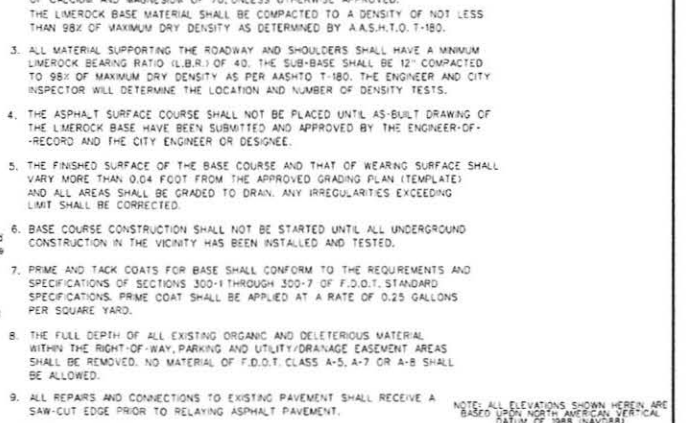 OF CALCIUM AND MAGNESIUM OF 70, UNLESS OTHERWISE APPROVED.
THE LIMEROCK BASE MATERIAL SHALL BE COMPACTED TO A DENSITY OF NOT LESS
THAN 98% OF MAXIMUM DRY DENSITY AS DETERMINED BY A.A.S.H.T.O. T-180.
3. ALL MATERIAL SUPPORTING THE ROADWAY AND SHOULDERS SHALL HAVE A MINIMUM
LIMEROCK BEARING RATIO (L.B.R.) OF 40. THE SUB-BASE SHALL BE 12" COMPACTED
TO 98% OF MAXIMUM DRY DENSITY AS PER AASHTO T-180. THE ENGINEER AND CITY
INSPECTOR WILL DETERMINE THE LOCATION AND NUMBER OF DENSITY TESTS.
4. THE ASPHALT SURFACE COURSE SHALL NOT BE PLACED UNTIL AS-BUILT DRAWING OF
THE LIMEROCK BASE HAVE BEEN SUBMITTED AND APPROVED BY THE ENGINEER-OF-
-RECORD AND THE CITY ENGINEER OR DESIGNEE.
5. THE FINISHED SURFACE OF THE BASE COURSE AND THAT OF WEARING SURFACE SHALL
VARY MORE THAN 0.04 FOOT FROM THE APPROVED GRADING PLAN (TEMPLATE)
AND ALL AREAS SHALL BE GRADED TO DRAIN. ANY IRREGULARITIES EXCEEDING
LIMIT SHALL BE CORRECTED.
6. BASE COURSE CONSTRUCTION SHALL NOT BE STARTED UNTIL ALL UNDERGROUND
CONSTRUCTION IN THE VICINITY HAS BEEN INSTALLED AND TESTED.
7. PRIME AND TACK COATS FOR BASE SHALL CONFORM TO THE REQUREMENTS AND
SPECIFICATIONS OF SECTIONS 300-1 THROUGH 300-7 OF F.D.O.T. STANDARD
SPECIFICATIONS. PRIME COAT SHALL BE APPLIED AT A RATE OF 0.25 GALLONS
PER SQUARE YARD.
8. THE FULL DEPTH OF ALL EXISTING ORGANIC AND DELETERIOUS MATERIAL
WITHIN THE RIGHT-OF-WAY, PARKING AND UTILITY/DRAINAGE EASEMENT AREAS
SHALL BE REMOVED. NO MATERIAL OF F.D.O.T. CLASS A-5, A-7 OR A-8 SHALL
BE ALLOWED.
9. ALL REPAIRS AND CONNECTIONS TO EXISTING PAVEMENT SHALL RECEIVE A
SAW-CUT EDGE PRIOR TO RELAYING ASPHALT PAVEMENT.
NOTE: ALL ELEVATIONS SHOWN HEREIN ARE
BASED UPON NORTH AMERICAN VERTICAL
DATUM OF 1988 (NAVD88)